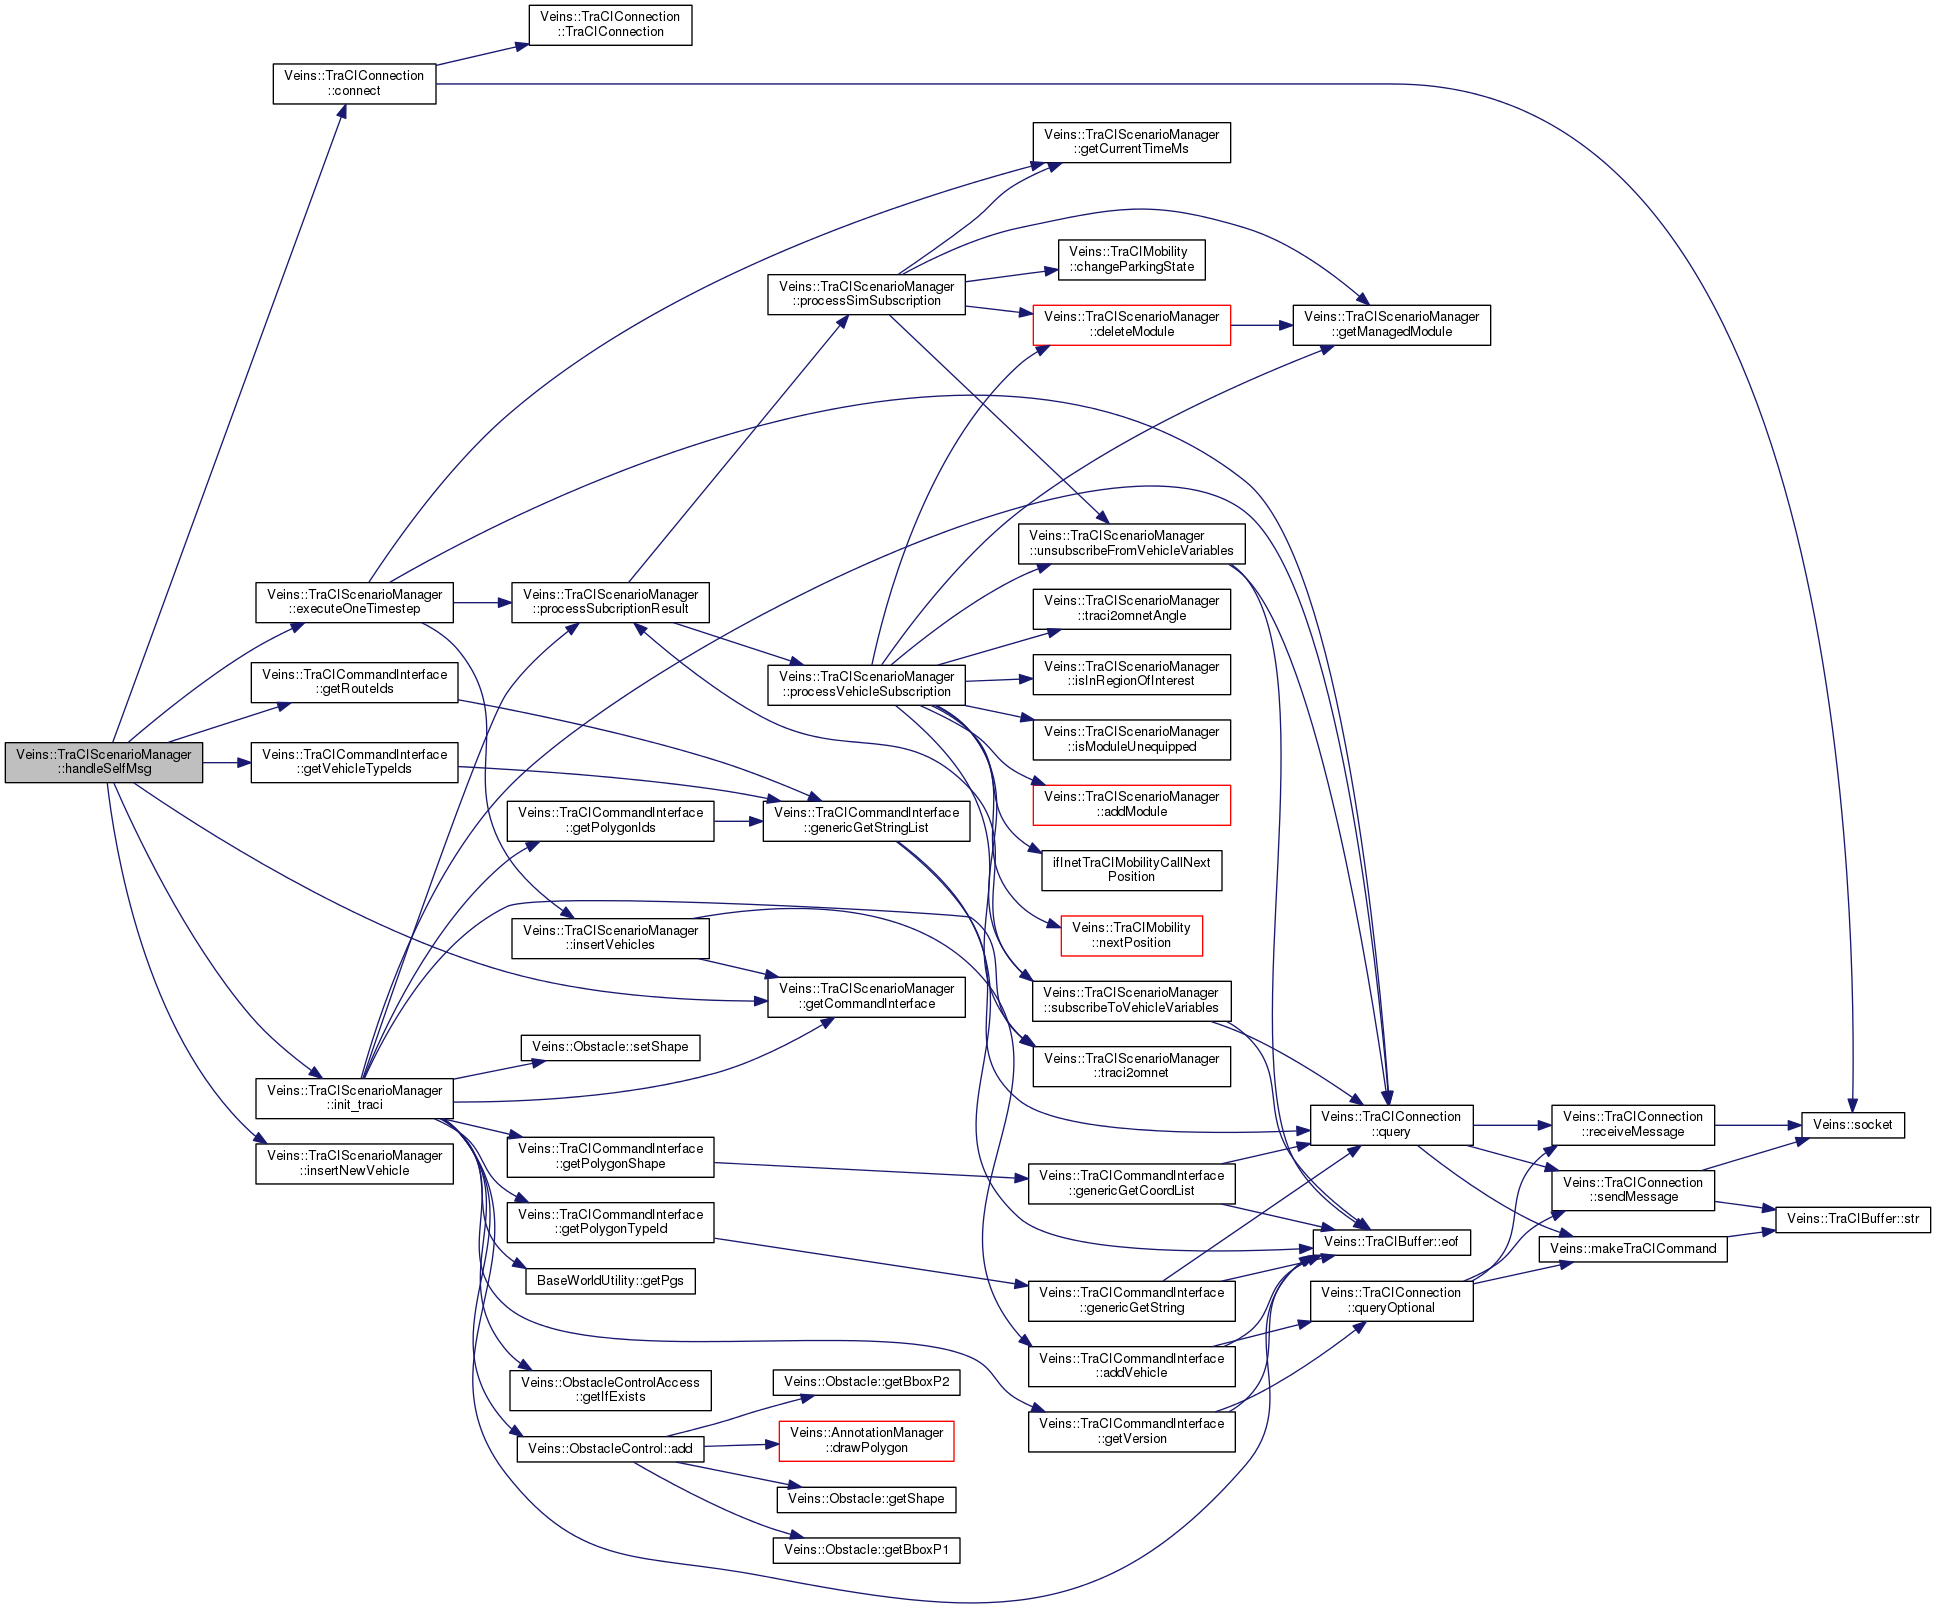 Veins::TraCIConnection
::TraCIConnection
Veins::TraCIConnection
::connect
Veins::TraCIScenarioManager
::getCurrentTimeMs
Veins::TraCIMobility
::changeParkingState
Veins::TraCIScenarioManager
::processSimSubscription
Veins::TraCIScenarioManager
::deleteModule
Veins::TraCIScenarioManager
::getManagedModule
Veins::TraCIScenarioManager
::unsubscribeFromVehicleVariables
Veins::TraCIScenarioManager
::executeOneTimestep
Veins::TraCIScenarioManager
::processSubcriptionResult
Veins::TraCIScenarioManager
::traci2omnetAngle
Veins::TraCICommandInterface
::getRouteIds
Veins::TraCIScenarioManager
::processVehicleSubscription
Veins::TraCIScenarioManager
::isInRegionOfInterest
Veins::TraCIScenarioManager
::handleSelfMsg
Veins::TraCICommandInterface
::getVehicleTypeIds
Veins::TraCIScenarioManager
::isModuleUnequipped
Veins::TraCICommandInterface
::getPolygonIds
Veins::TraCICommandInterface
::genericGetStringList
Veins::TraCIScenarioManager
::addModule
ifInetTraCIMobilityCallNext
Position
Veins::TraCIScenarioManager
::insertVehicles
Veins::TraCIMobility
::nextPosition
Veins::TraCIScenarioManager
::getCommandInterface
Veins::TraCIScenarioManager
::subscribeToVehicleVariables
Veins::Obstacle::setShape
Veins::TraCIScenarioManager
::traci2omnet
Veins::TraCIScenarioManager
::init_traci
Veins::TraCIConnection
::query
Veins::TraCIConnection
::receiveMessage
Veins::socket
Veins::TraCIScenarioManager
::insertNewVehicle
Veins::TraCICommandInterface
::getPolygonShape
Veins::TraCICommandInterface
::genericGetCoordList
Veins::TraCIConnection
::sendMessage
Veins::TraCICommandInterface
::getPolygonTypeId
Veins::TraCIBuffer::str
Veins::TraCIBuffer::eof
Veins::makeTraCICommand
BaseWorldUtility::getPgs
Veins::TraCICommandInterface
::genericGetString
Veins::TraCIConnection
::queryOptional
Veins::TraCICommandInterface
::addVehicle
Veins::ObstacleControlAccess
::getIfExists
Veins::Obstacle::getBboxP2
Veins::TraCICommandInterface
::getVersion
Veins::ObstacleControl::add
Veins::AnnotationManager
::drawPolygon
Veins::Obstacle::getShape
Veins::Obstacle::getBboxP1